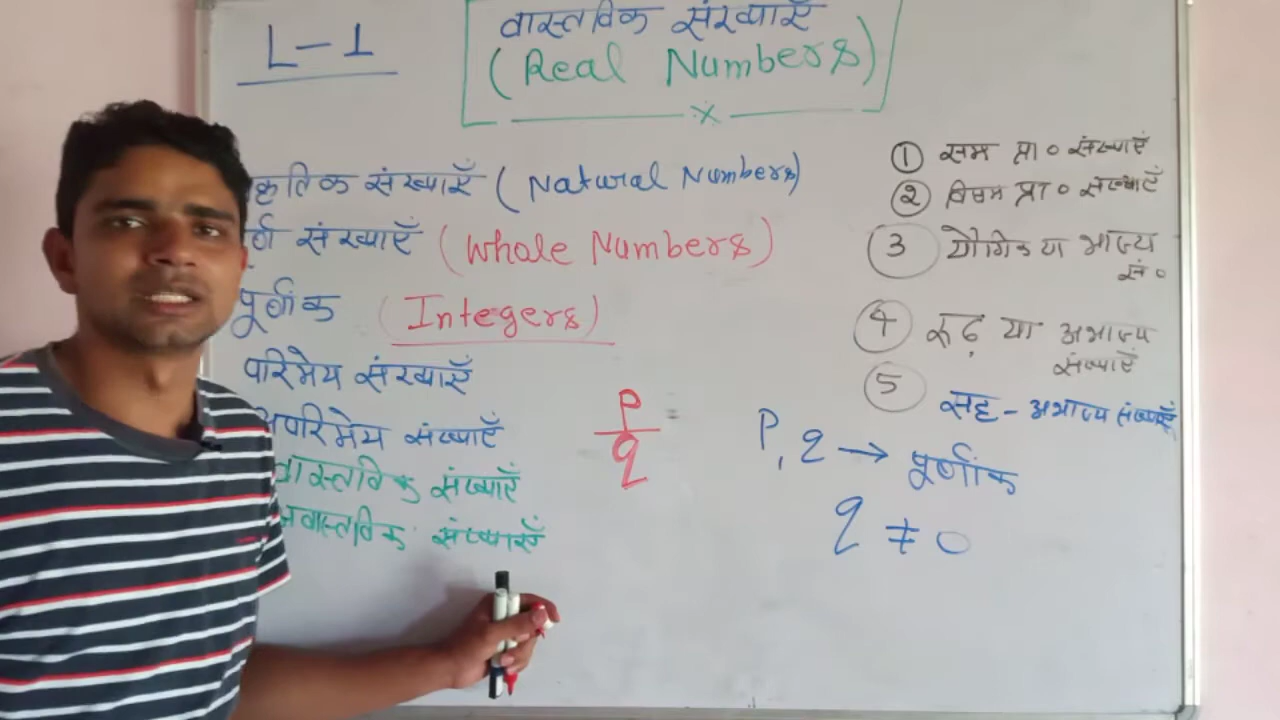 L-1
वास्तविक संख्याएँ
(Real Numbers)
कृतिक संख्याएँ (Natural Numbers)
संख्याएँ (Whole Numbers)
पूर्णांक (Integers)
परिमेय संख्याएँ
अपरिमेय संख्याएँ
वास्तविक संख्याएँ
अवास्तविक संख्याएँ
P
q
① सम प्रा० संख्याएँ
② विषम प्रा० संख्याएँ
③ यौगिक या भाज्य
सं०
④ रूढ़ या अभाज्य
संख्याएँ
⑤ सह - अभाज्य संख्याएँ
P, q → पूर्णांक
q ≠ 0